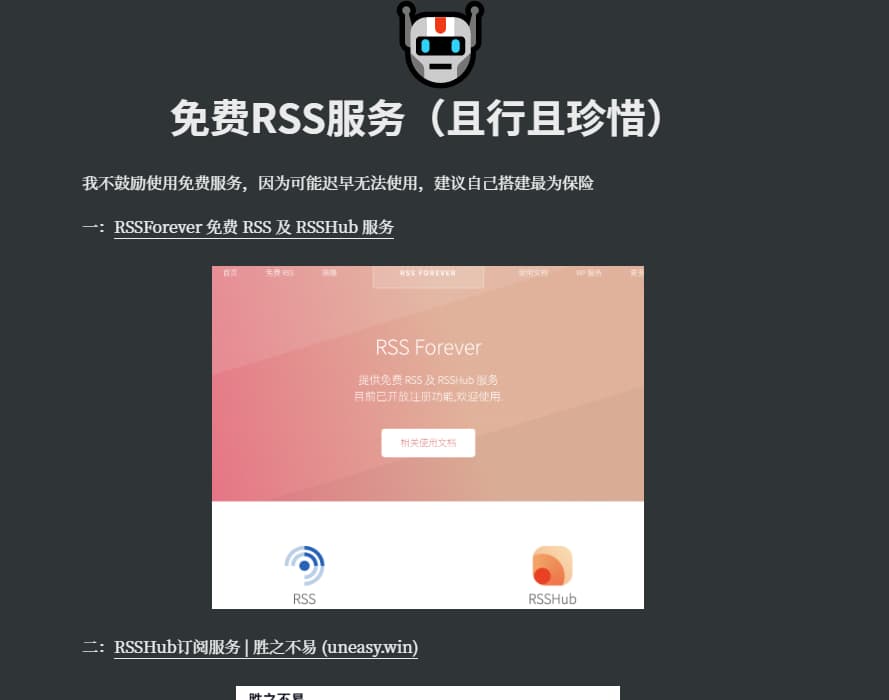 免费RSS服务（且行且珍惜）
我不鼓励使用免费服务，因为可能迟早无法使用，建议自己搭建最为保险
一：RSSForever 免费 RSS 及 RSSHub 服务
首页 免费 RSS RSS FOREVER 使用文档 WP 服务
RSS Forever
提供免费 RSS 及 RSSHub 服务
目前已开放注册功能,欢迎使用.
相关使用文档
RSS RSSHub
二：RSSHub订阅服务 | 胜之不易 (uneasy.win)
胜之不易